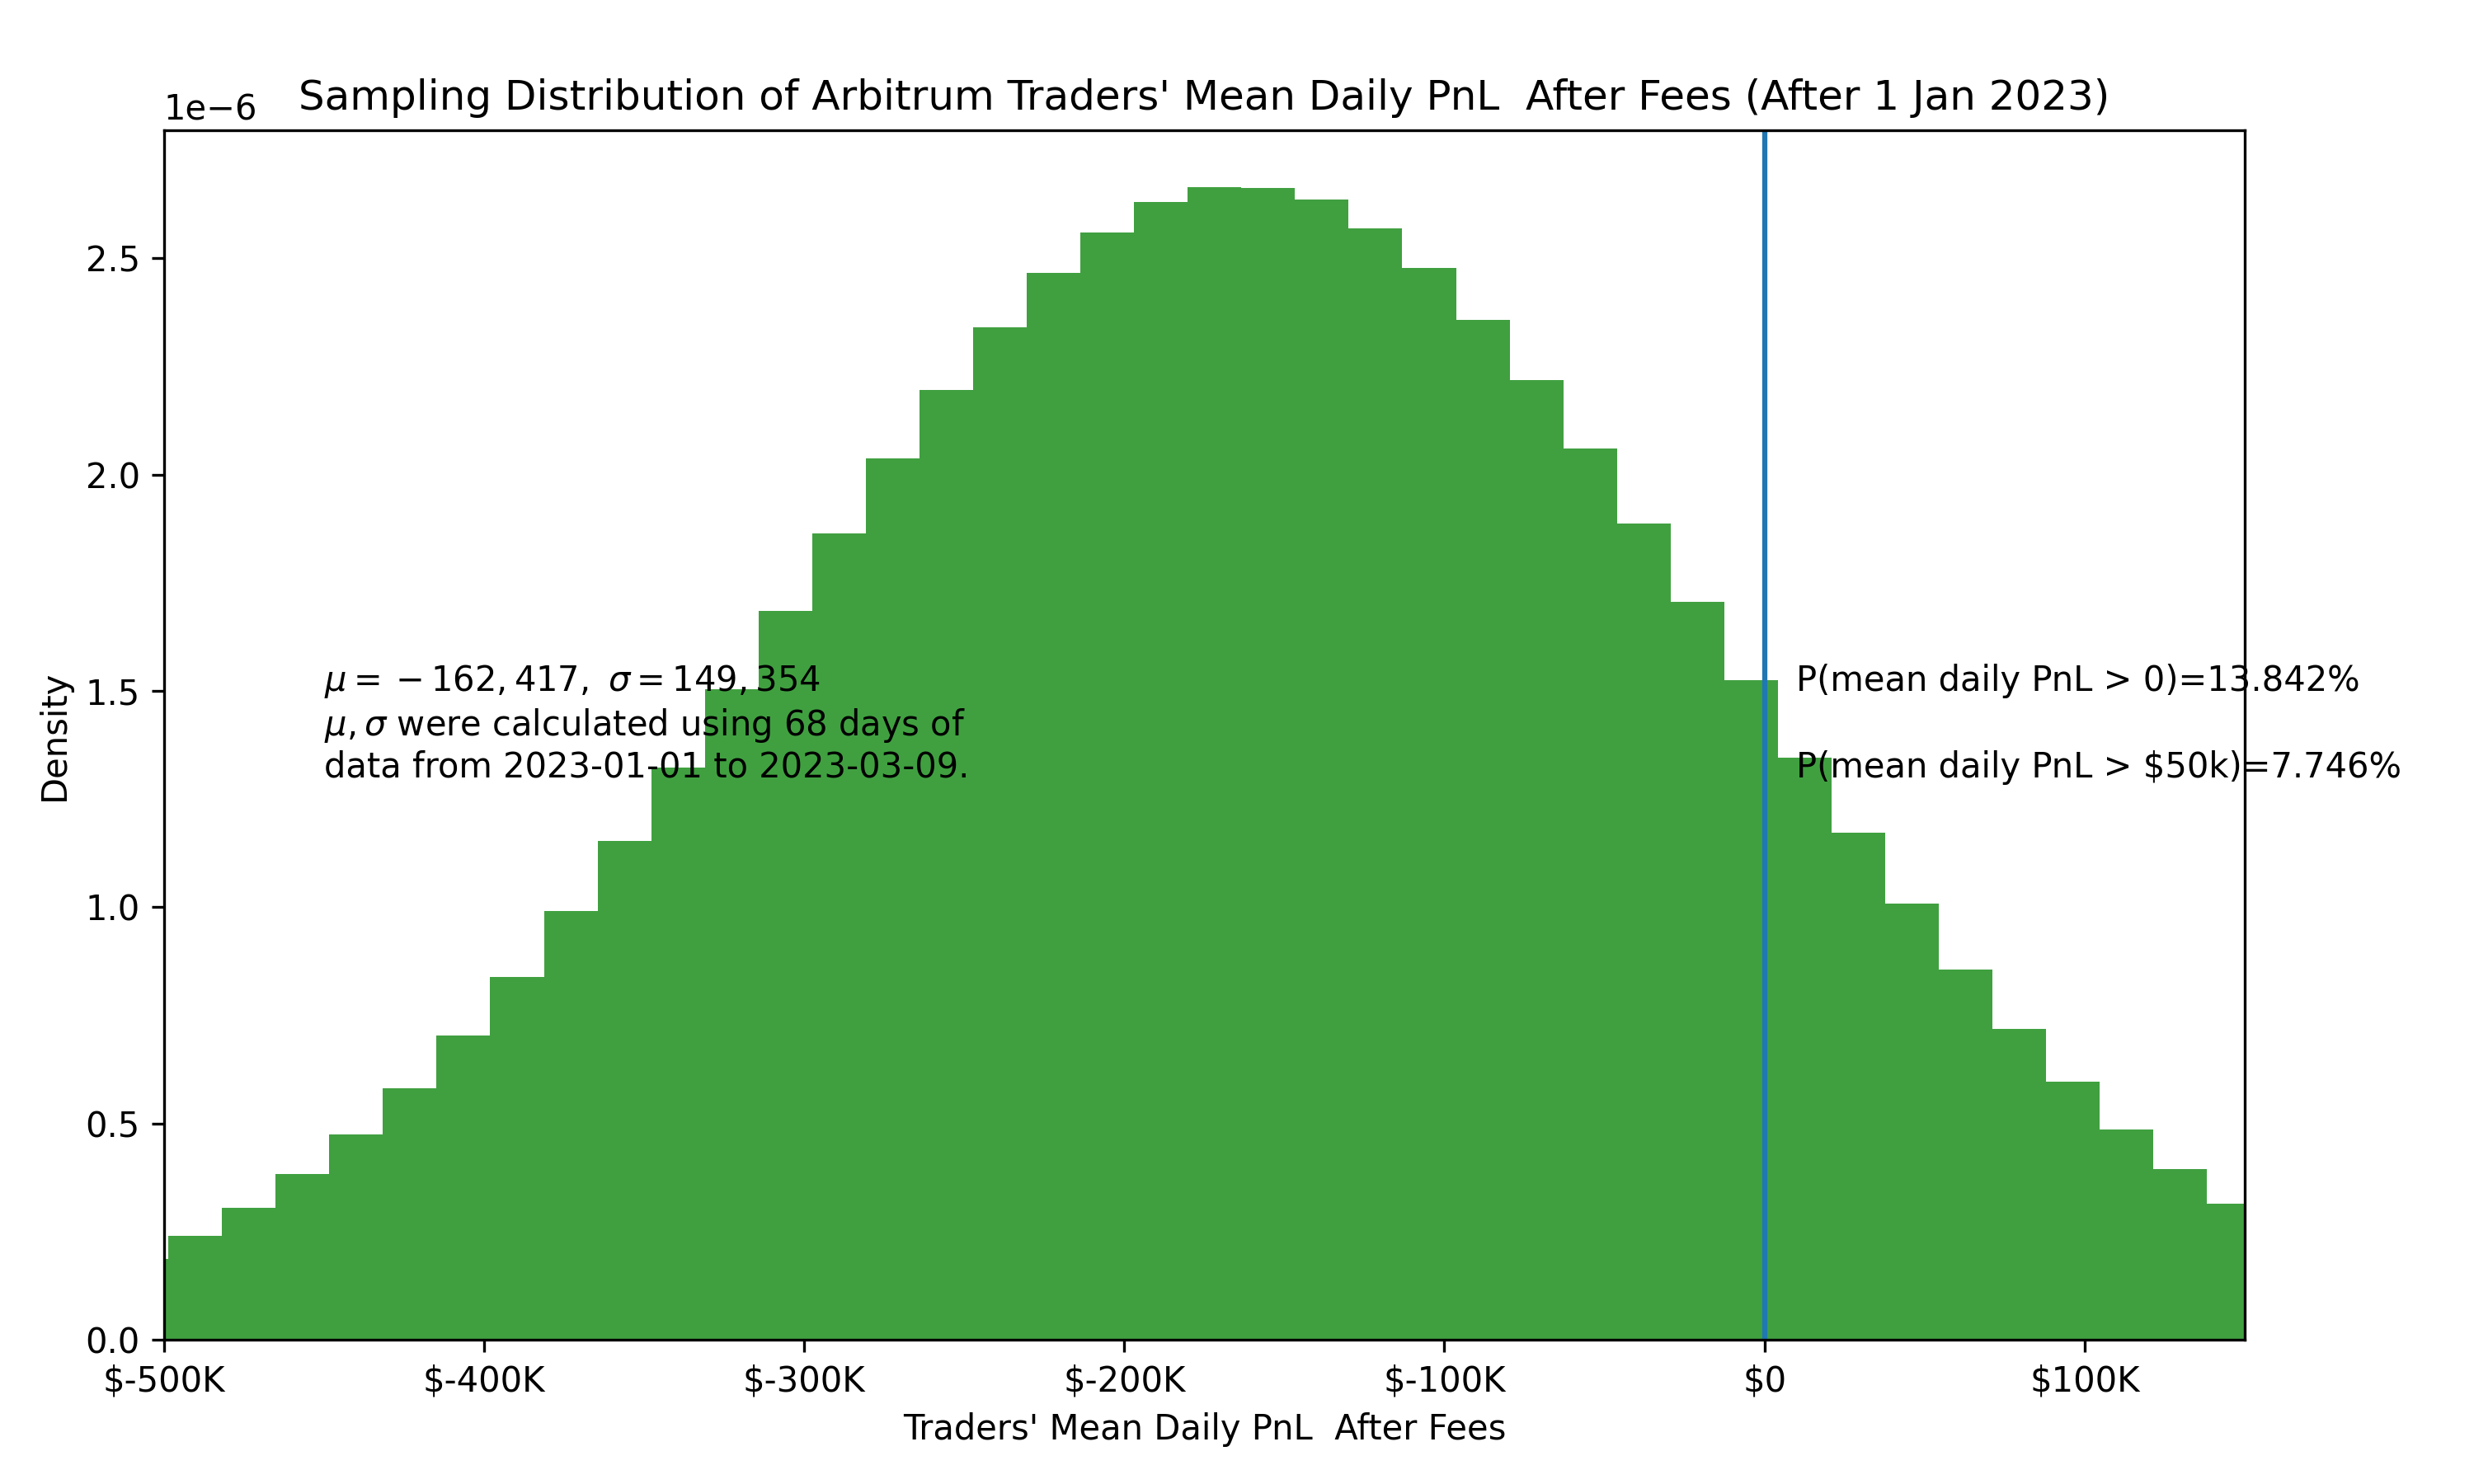 Sampling Distribution of Arbitrum Traders' Mean Daily PnL  After Fees (After 1 Jan 2023)
1e−6
2.5
2.0
1.5
1.0
0.5
0.0
Density
μ = −162,417, σ = 149,354
μ, σ were calculated using 68 days of
data from 2023-01-01 to 2023-03-09.
P(mean daily PnL > 0)=13.842%
P(mean daily PnL > $50k)=7.746%
$-500K
$-400K
$-300K
$-200K
$-100K
$0
$100K
Traders' Mean Daily PnL  After Fees